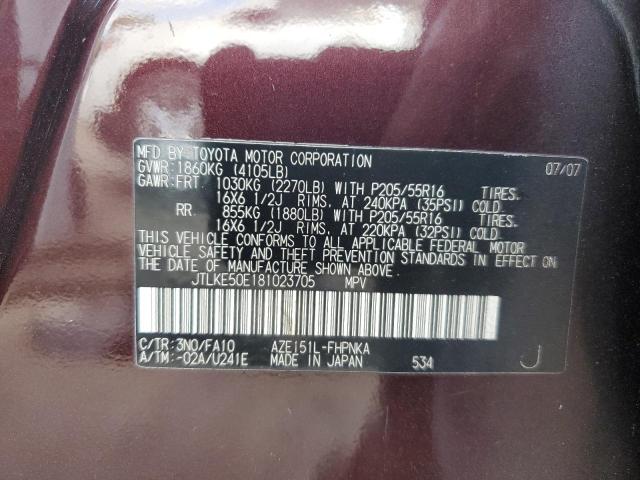 MFD BY TOYOTA MOTOR CORPORATION 07/07
GVWR: 1860KG (4105LB)
GAWR: FRT 1030KG (2270LB) WITH P205/55R16 TIRES,
16X6 1/2J RIMS, AT 240KPA (35PSI) COLD
RR 855KG (1880LB) WITH P205/55R16 TIRES,
16X6 1/2J RIMS, AT 220KPA (32PSI) COLD
THIS VEHICLE CONFORMS TO ALL APPLICABLE FEDERAL MOTOR
VEHICLE SAFETY AND THEFT PREVENTION STANDARDS IN EFFECT ON
THE DATE OF MANUFACTURE SHOWN ABOVE.
JTLKE50E181023705 MPV
C/TR: 3N0/FA10 AZE151L-FHPNKA
A/TM: -02A/U241E MADE IN JAPAN 534 J